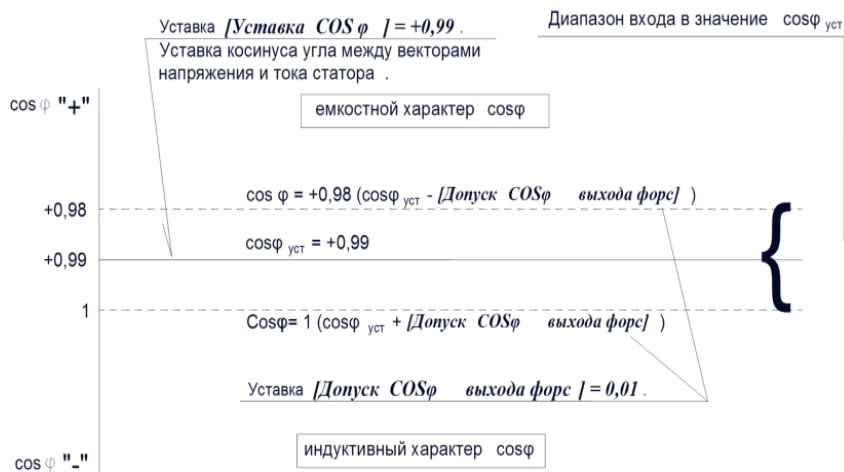 Уставка [Уставка COS φ ] = +0,99 .
Диапазон входа в значение cosφ уст
Уставка косинуса угла между векторами
напряжения и тока статора .
cos φ "+"
емкостной характер cosφ
cos φ = +0,98 (cosφ уст - [Допуск COSφ выхода форс] )
+0,98
cosφ уст = +0,99
+0,99
1
Cosφ= 1 (cosφ уст + [Допуск COSφ выхода форс] )
Уставка [Допуск COSφ выхода форс ] = 0,01 .
индуктивный характер cosφ
cos φ "-"